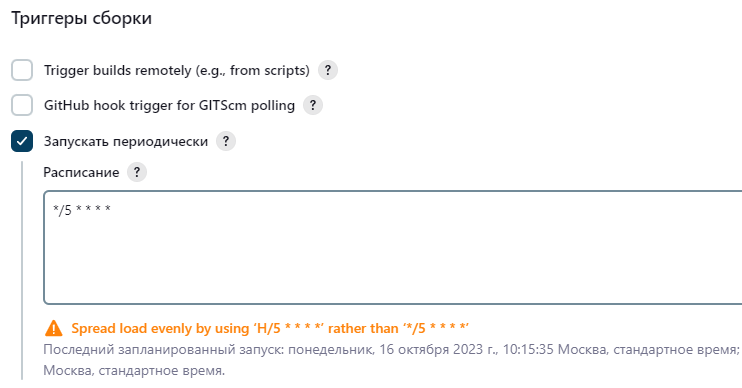 Триггеры сборки
Trigger builds remotely (e.g., from scripts) ?
GitHub hook trigger for GITScm polling ?
Запускать периодически ?
Расписание ?
*/5 * * * *
Spread load evenly by using ‘H/5 * * * *’ rather than ‘*/5 * * * *’
Последний запланированный запуск: понедельник, 16 октября 2023 г., 10:15:35 Москва, стандартное время;
Москва, стандартное время.